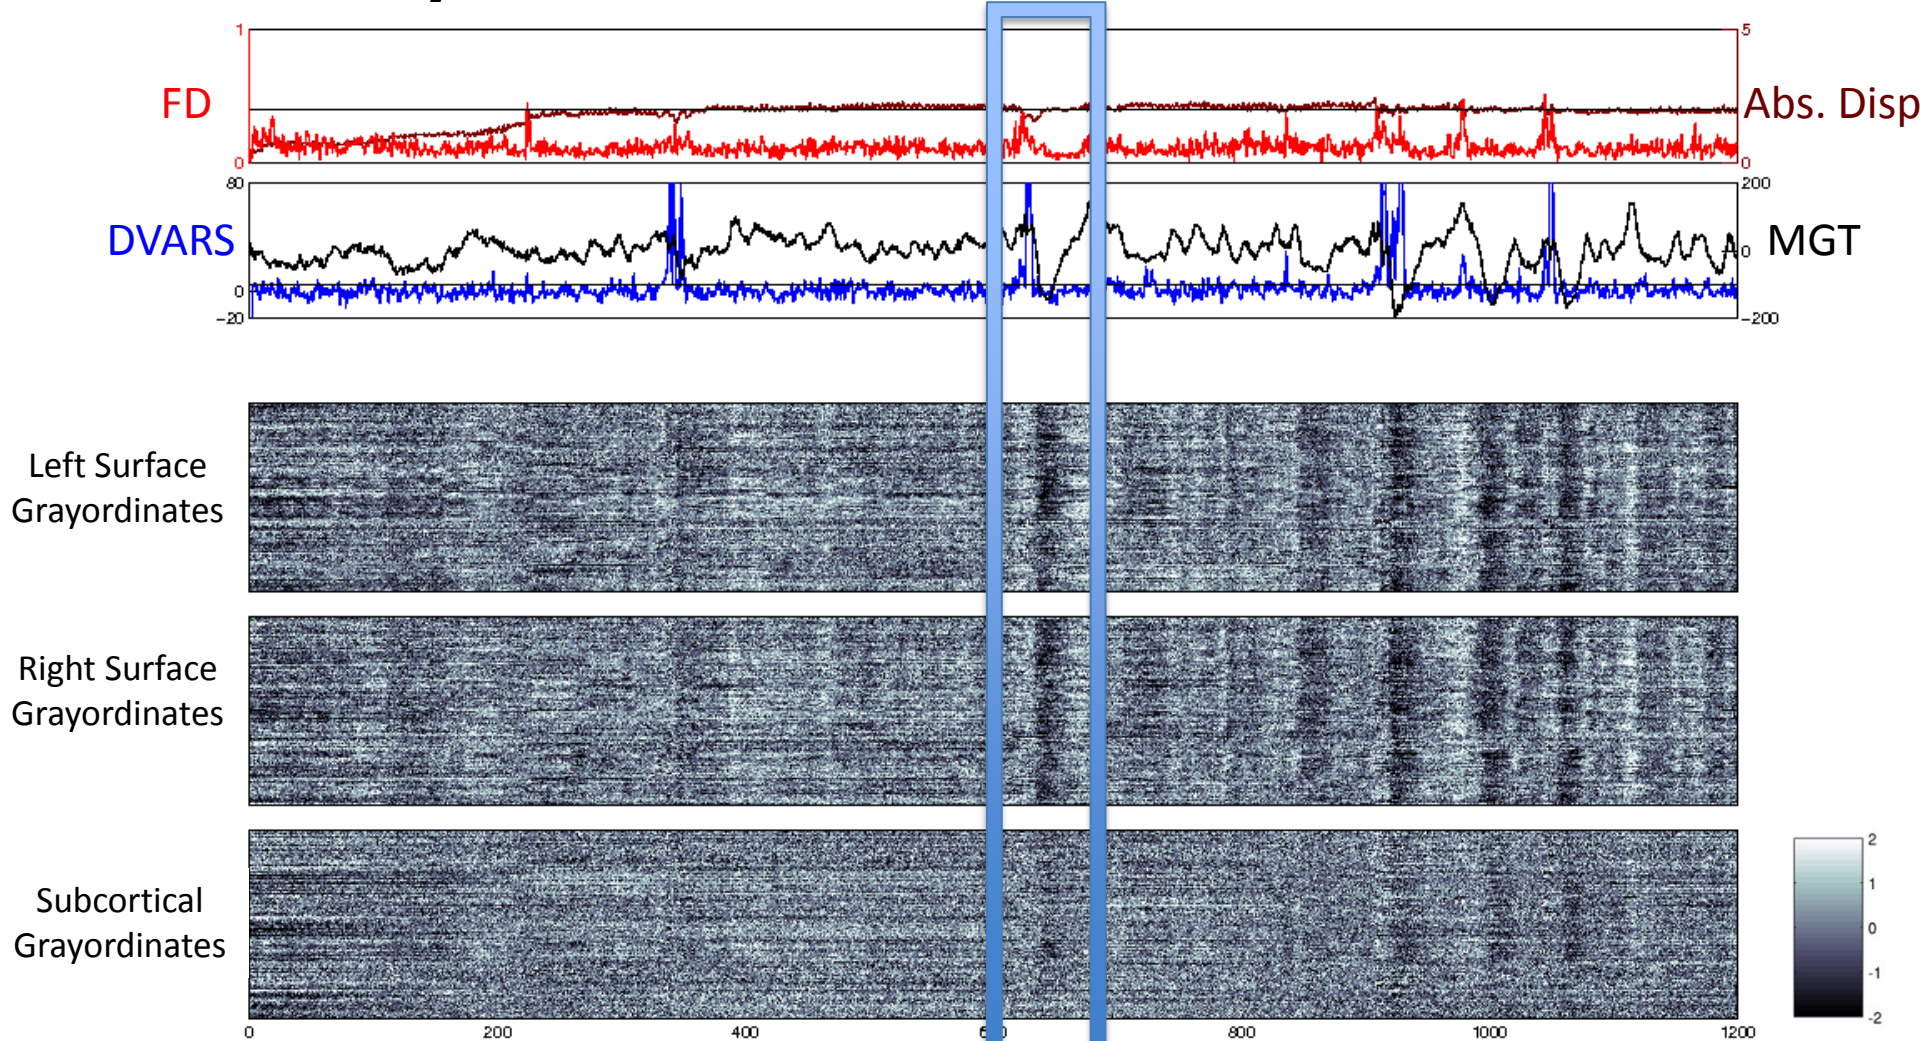 1
5
FD
Abs. Disp
0
0
80
200
DVARS
0
MGT
0
-20
-200
Left Surface
Grayordinates
Right Surface
Grayordinates
Subcortical
Grayordinates
2
1
0
-1
-2
0
200
400
800
1000
1200